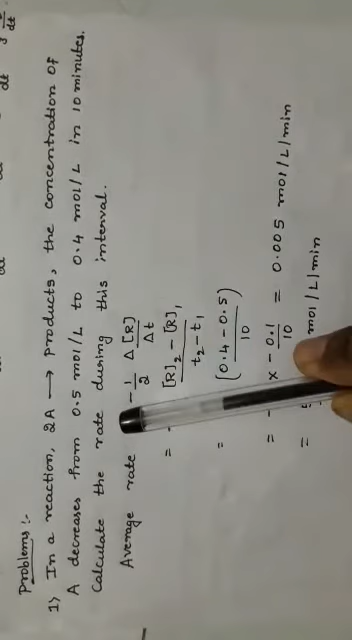 Problems :-
1) In a reaction, 2A → Products, the concentration of
A decreases from 0.5 mol/L to 0.4 mol/L in 10 minutes.
Calculate the rate during this interval.
Average rate - 1/2 Δ[R]/Δt
= - [R]₂ - [R]₁ / t₂ - t₁
= (0.4 - 0.5 / 10)
= - x - 0.1/10 = 0.005 mol/L/min
= mol/L/min